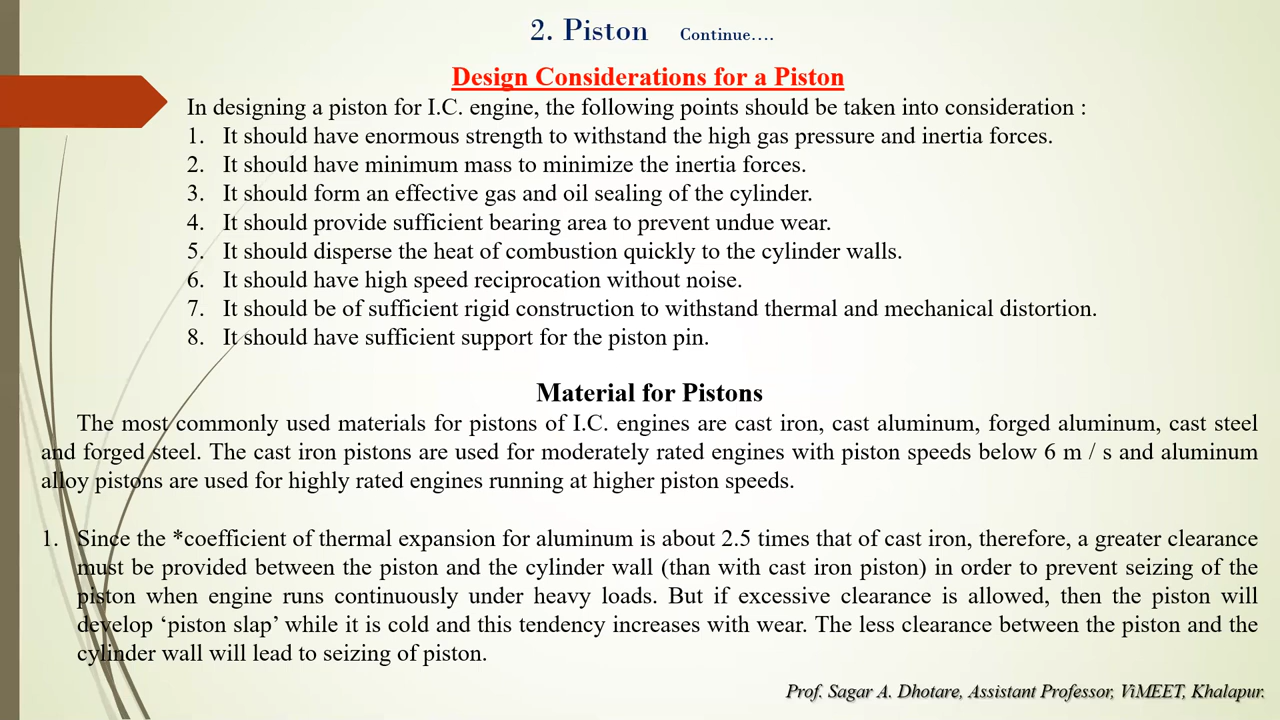 2. Piston Continue….
Design Considerations for a Piston
In designing a piston for I.C. engine, the following points should be taken into consideration :
1. It should have enormous strength to withstand the high gas pressure and inertia forces.
2. It should have minimum mass to minimize the inertia forces.
3. It should form an effective gas and oil sealing of the cylinder.
4. It should provide sufficient bearing area to prevent undue wear.
5. It should disperse the heat of combustion quickly to the cylinder walls.
6. It should have high speed reciprocation without noise.
7. It should be of sufficient rigid construction to withstand thermal and mechanical distortion.
8. It should have sufficient support for the piston pin.
Material for Pistons
The most commonly used materials for pistons of I.C. engines are cast iron, cast aluminum, forged aluminum, cast steel
and forged steel. The cast iron pistons are used for moderately rated engines with piston speeds below 6 m / s and aluminum
alloy pistons are used for highly rated engines running at higher piston speeds.
1. Since the *coefficient of thermal expansion for aluminum is about 2.5 times that of cast iron, therefore, a greater clearance
must be provided between the piston and the cylinder wall (than with cast iron piston) in order to prevent seizing of the
piston when engine runs continuously under heavy loads. But if excessive clearance is allowed, then the piston will
develop ‘piston slap’ while it is cold and this tendency increases with wear. The less clearance between the piston and the
cylinder wall will lead to seizing of piston.
Prof. Sagar A. Dhotare, Assistant Professor, ViMEET, Khalapur.